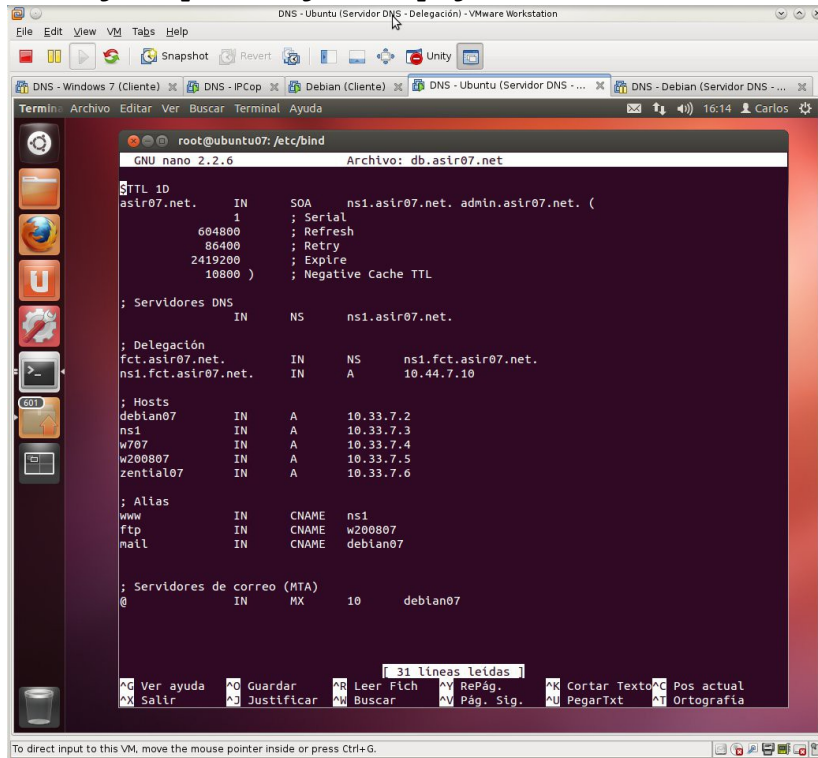 DNS - Ubuntu (Servidor DNS - Delegación) - VMware Workstation
File Edit View VM Tabs Help
Snapshot Revert Unity
DNS - Windows 7 (Cliente) DNS - IPCop Debian (Cliente) DNS - Ubuntu (Servidor DNS - ... DNS - Debian (Servidor DNS - ...
Termina Archivo Editar Ver Buscar Terminal Ayuda 16:14 Carlos
root@ubuntu07: /etc/bind
GNU nano 2.2.6 Archivo: db.asir07.net
$TTL 1D
asir07.net. IN SOA ns1.asir07.net. admin.asir07.net. (
1 ; Serial
604800 ; Refresh
86400 ; Retry
2419200 ; Expire
10800 ) ; Negative Cache TTL
; Servidores DNS
IN NS ns1.asir07.net.
; Delegación
fct.asir07.net. IN NS ns1.fct.asir07.net.
ns1.fct.asir07.net. IN A 10.44.7.10
; Hosts
debian07 IN A 10.33.7.2
ns1 IN A 10.33.7.3
w707 IN A 10.33.7.4
w200807 IN A 10.33.7.5
zential07 IN A 10.33.7.6
; Alias
www IN CNAME ns1
ftp IN CNAME w200807
mail IN CNAME debian07
; Servidores de correo (MTA)
@ IN MX 10 debian07
[ 31 líneas leídas ]
^G Ver ayuda ^O Guardar ^R Leer Fich ^Y RePág. ^K Cortar Texto ^C Pos actual
^X Salir ^J Justificar ^W Buscar ^V Pág. Sig. ^U PegarTxt ^T Ortografía
601
To direct input to this VM, move the mouse pointer inside or press Ctrl+G.